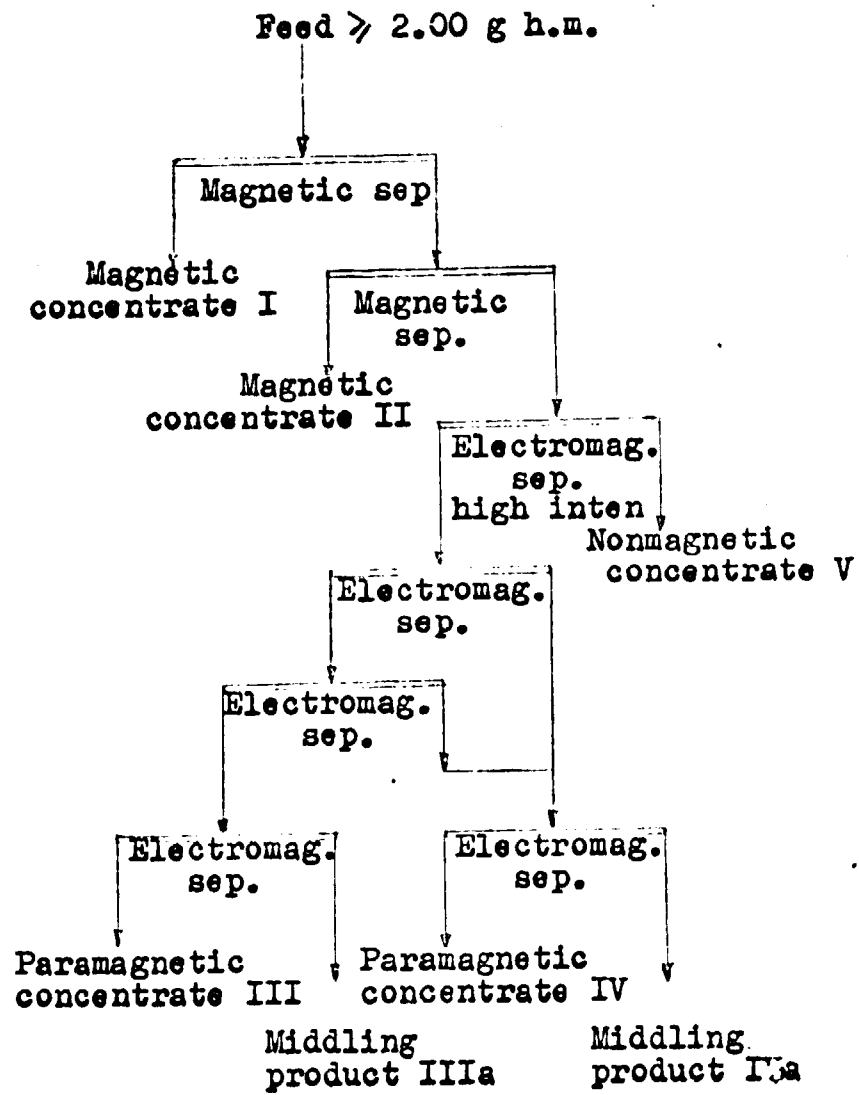 Feed ⩾ 2.00 g h.m.
Magnetic sep
Magnetic
concentrate I
Magnetic
sep.
Magnetic
concentrate II
Electromag.
sep.
high inten
Nonmagnetic
concentrate V
Electromag.
sep.
Electromag.
sep.
Electromag.
sep.
Electromag.
sep.
Paramagnetic
concentrate III
Paramagnetic
concentrate IV
Middling
product IIIa
Middling
product